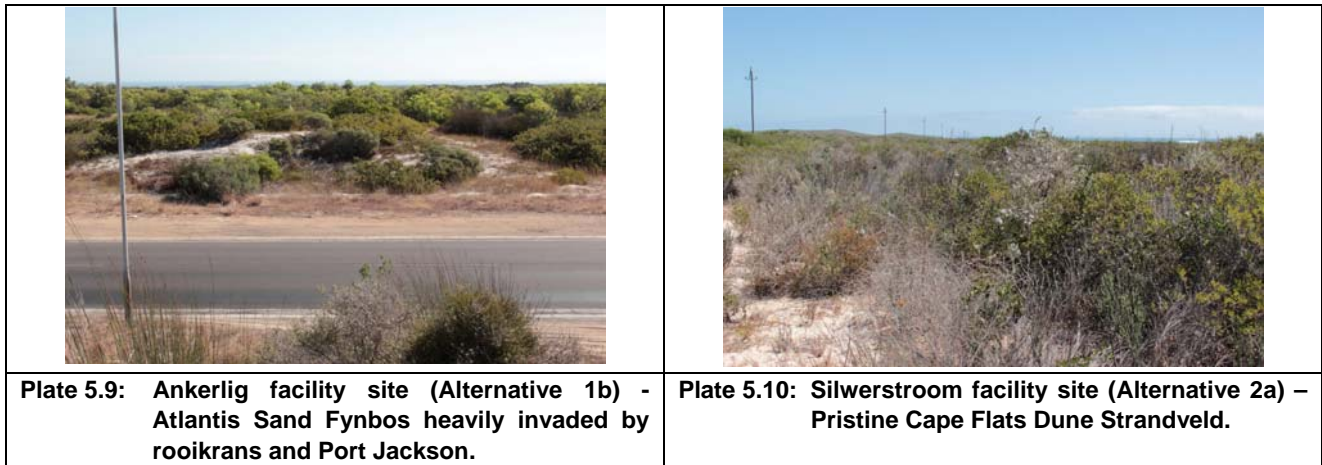 Plate 5.9: Ankerlig facility site (Alternative 1b) -
Atlantis Sand Fynbos heavily invaded by
rooikrans and Port Jackson.
Plate 5.10: Silwerstroom facility site (Alternative 2a) –
Pristine Cape Flats Dune Strandveld.